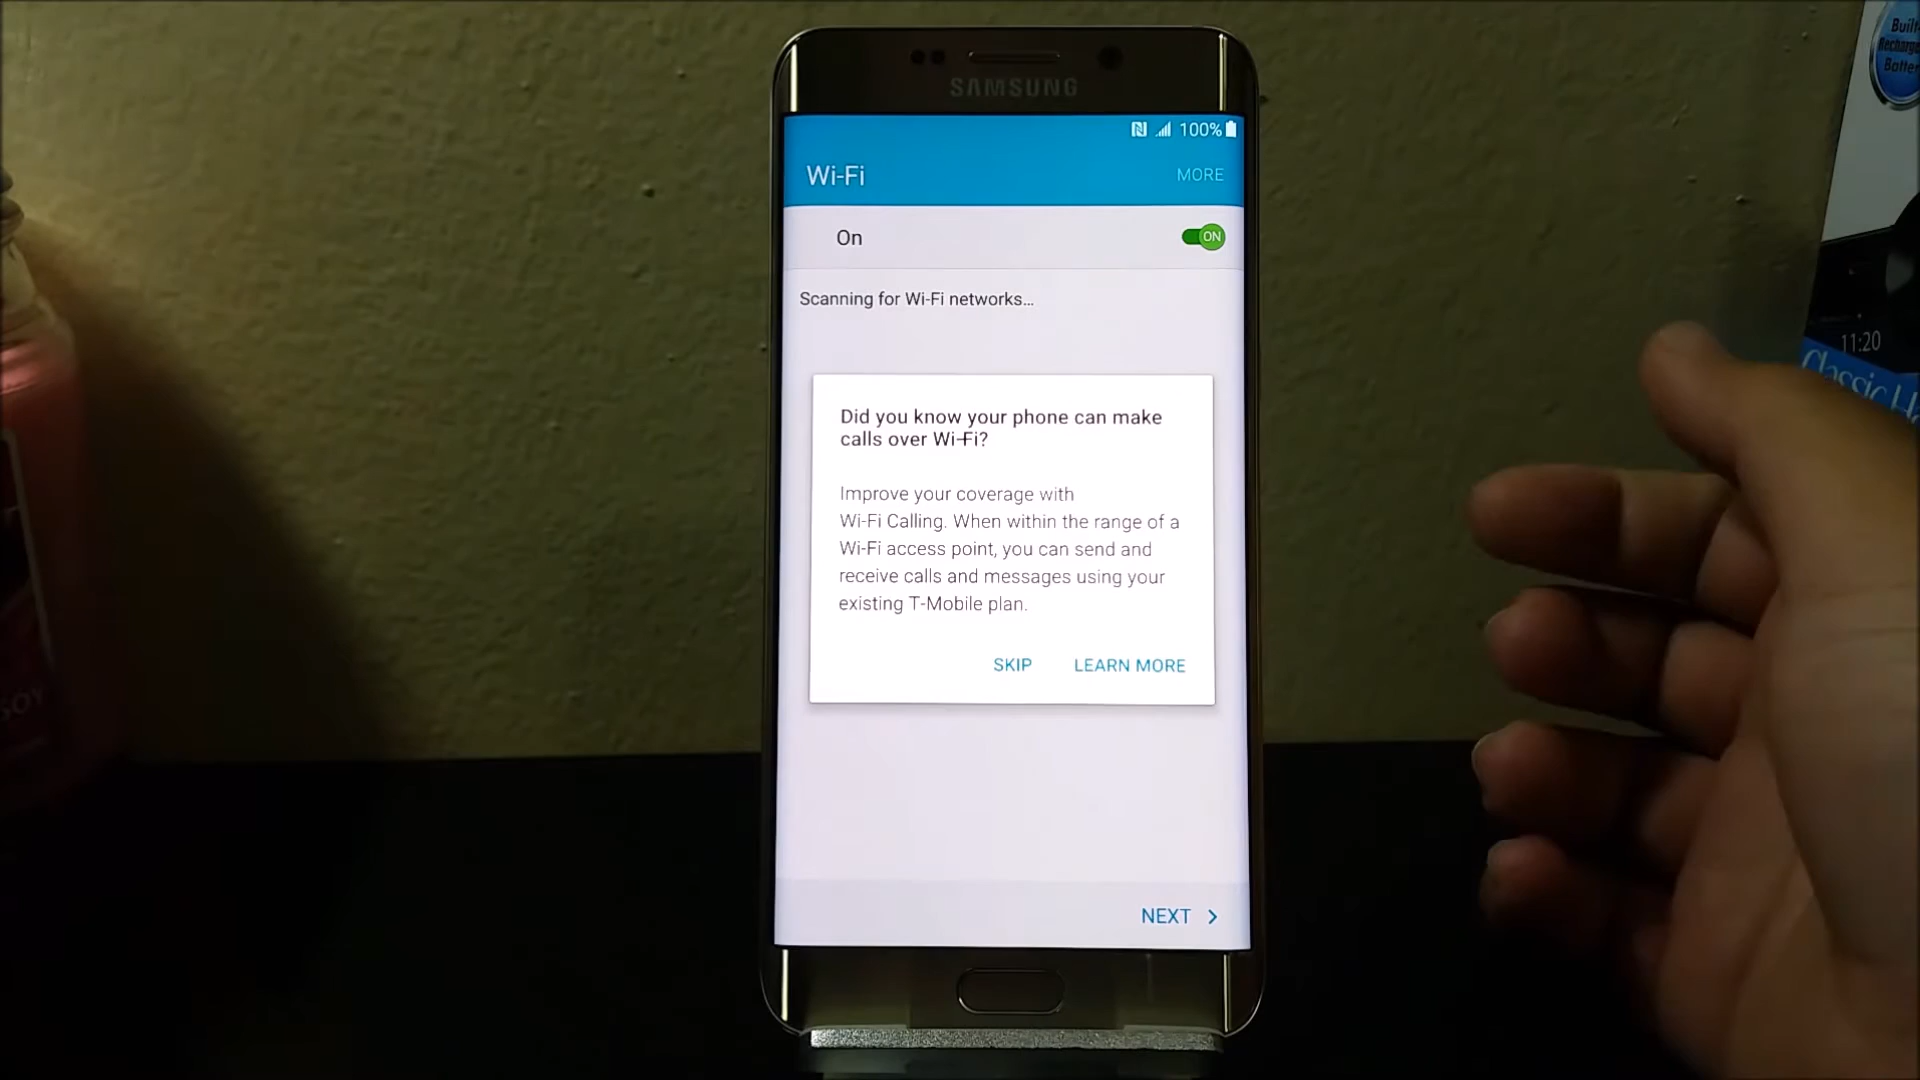 SAMSUNG
100%
Wi-Fi
MORE
On
ON
Scanning for Wi-Fi networks...
Did you know your phone can make
calls over Wi-Fi?
Improve your coverage with
Wi-Fi Calling. When within the range of a
Wi-Fi access point, you can send and
receive calls and messages using your
existing T-Mobile plan.
SKIP
LEARN MORE
NEXT
Built-
11:20
Classic
SOY